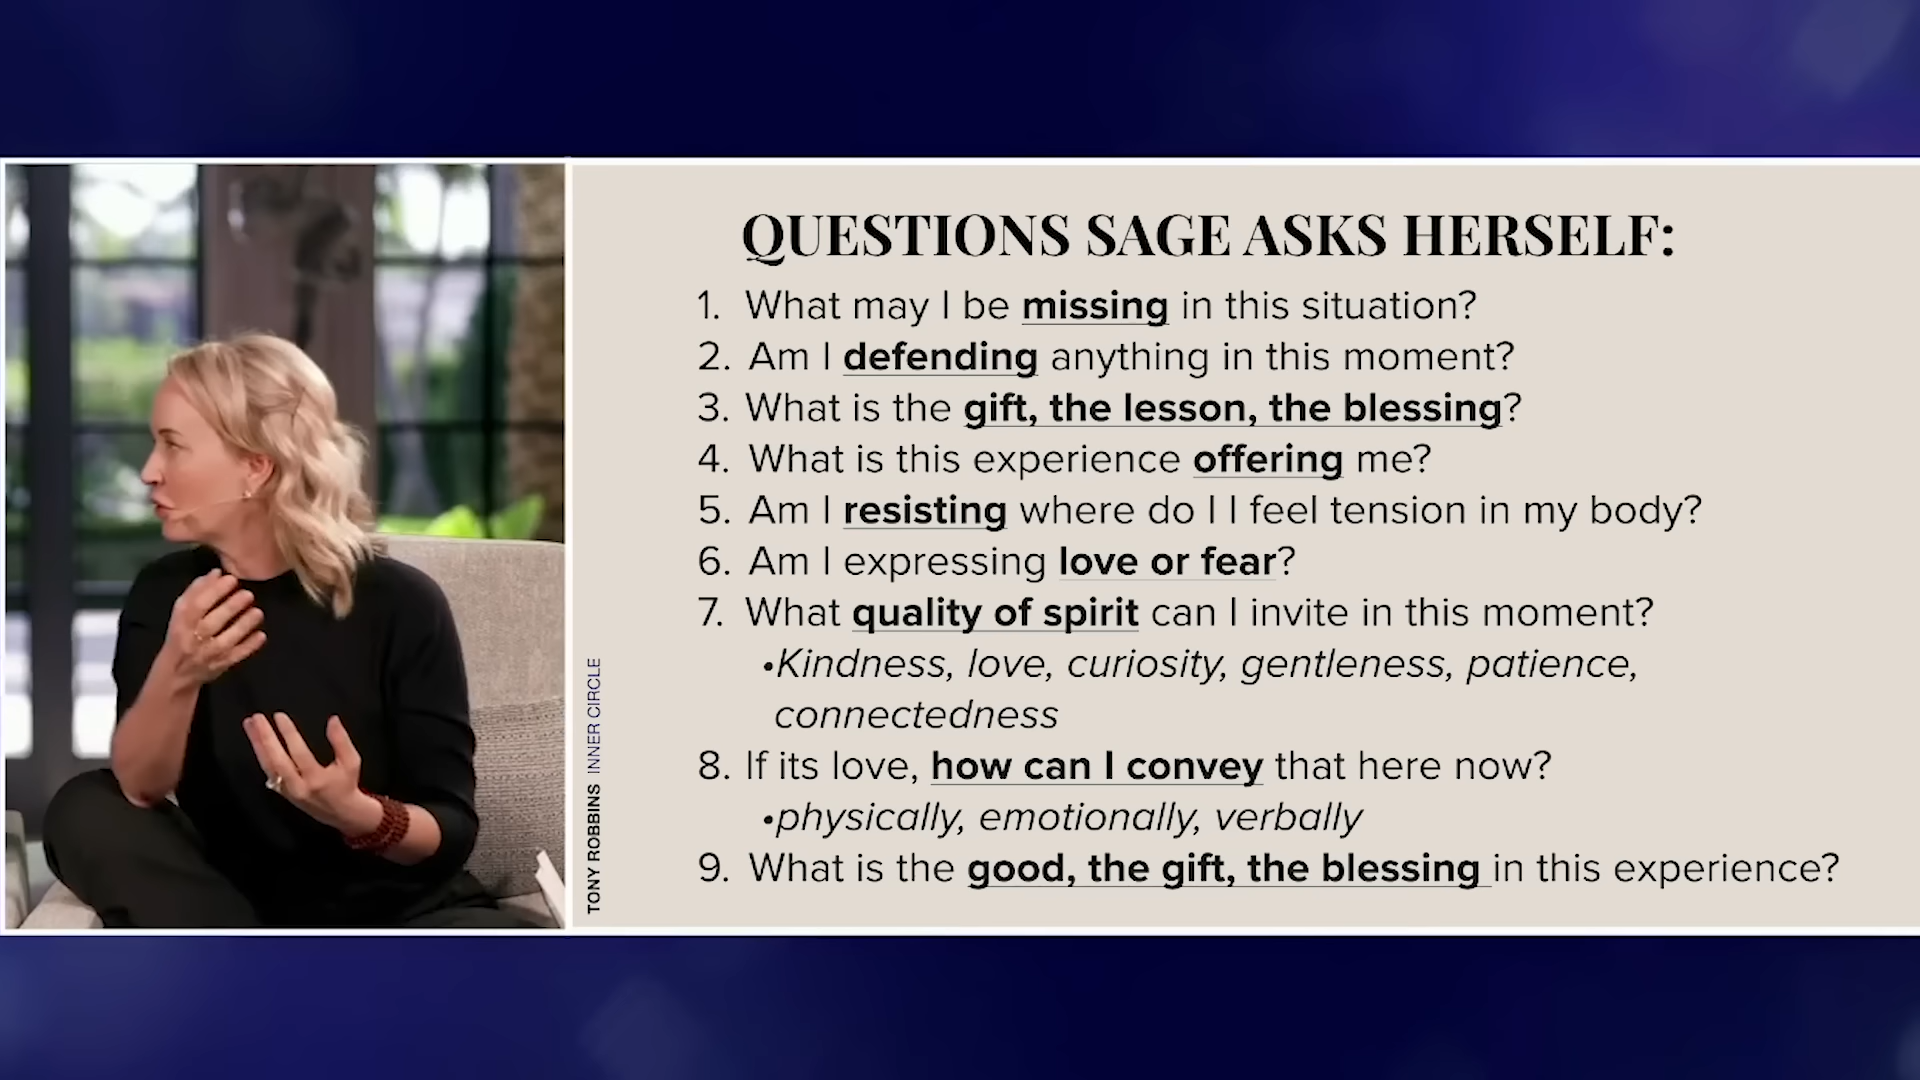 QUESTIONS SAGE ASKS HERSELF:
1. What may I be missing in this situation?
2. Am I defending anything in this moment?
3. What is the gift, the lesson, the blessing?
4. What is this experience offering me?
5. Am I resisting where do I I feel tension in my body?
6. Am I expressing love or fear?
7. What quality of spirit can I invite in this moment?
•Kindness, love, curiosity, gentleness, patience,
connectedness
8. If its love, how can I convey that here now?
•physically, emotionally, verbally
9. What is the good, the gift, the blessing in this experience?
TONY ROBBINS INNER CIRCLE